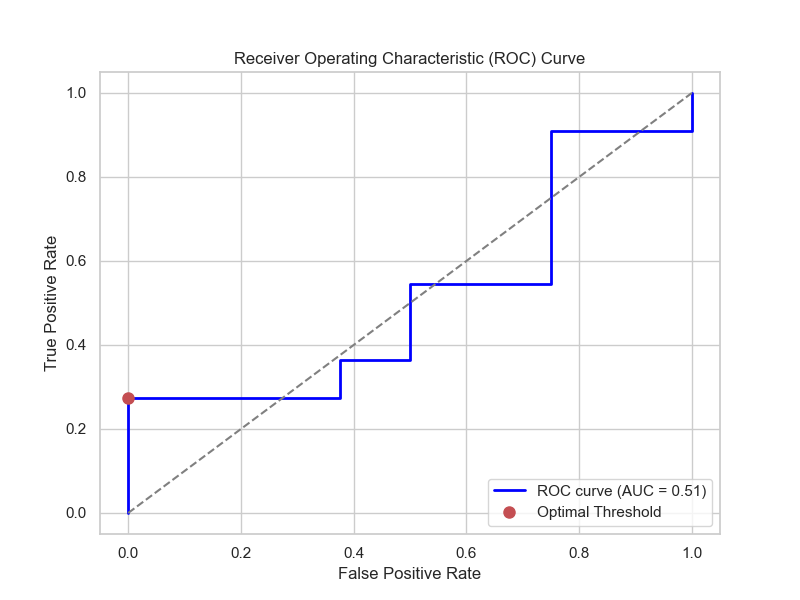 Receiver Operating Characteristic (ROC) Curve
1.0
0.8
0.6
0.4
0.2
0.0
True Positive Rate
ROC curve (AUC = 0.51)
Optimal Threshold
0.0 0.2 0.4 0.6 0.8 1.0
False Positive Rate